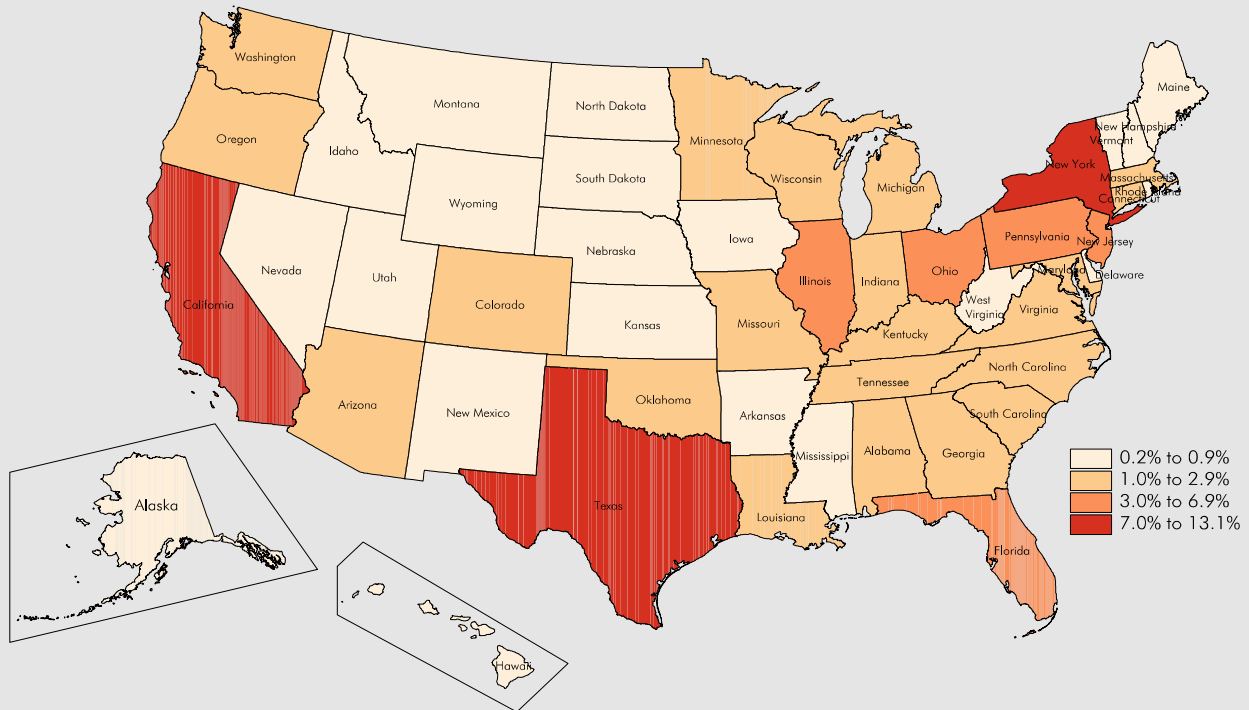 Washington
Montana
North Dakota
Maine
Minnesota
New Hampshire
Vermont
Oregon
Idaho
New York
South Dakota
Wisconsin
Massachusetts
Michigan
Rhode Island
Connecticut
Wyoming
Iowa
Pennsylvania
New Jersey
Nebraska
Nevada
Utah
Ohio
Maryland
Delaware
Illinois
Indiana
California
Colorado
West
Virginia
Virginia
Kansas
Missouri
Kentucky
North Carolina
Tennessee
Arizona
New Mexico
Oklahoma
Arkansas
South Carolina
Mississippi
Alabama
Georgia
0.2% to 0.9%
1.0% to 2.9%
3.0% to 6.9%
7.0% to 13.1%
Alaska
Texas
Louisiana
Florida
Hawaii